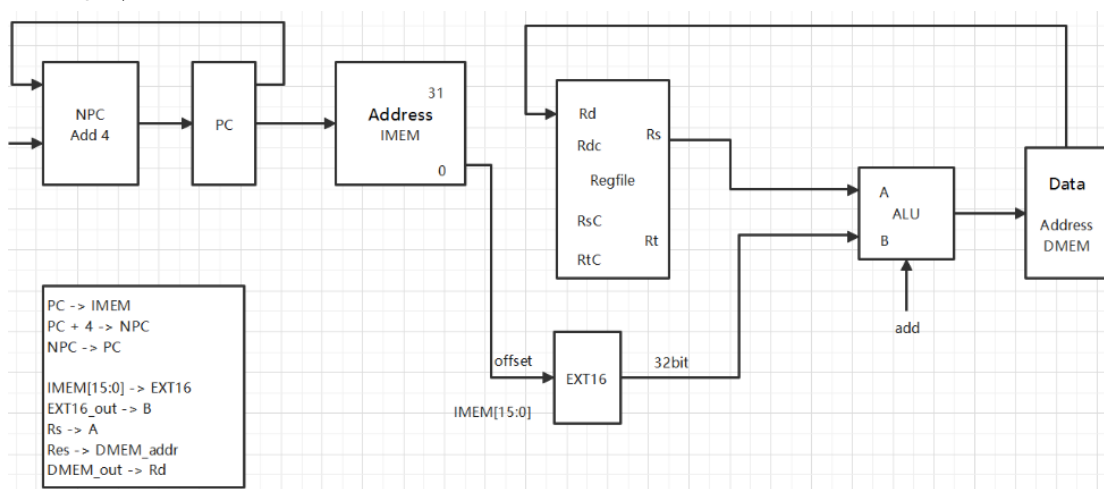 NPC
Add 4
PC
31
Address
IMEM
0
Rd
Rdc
Rs
Regfile
RsC
Rt
RtC
A
ALU
B
Data
Address
DMEM
add
PC -> IMEM
PC + 4 -> NPC
NPC -> PC
IMEM[15:0] -> EXT16
EXT16_out -> B
Rs -> A
Res -> DMEM_addr
DMEM_out -> Rd
offset
EXT16
32bit
IMEM[15:0]